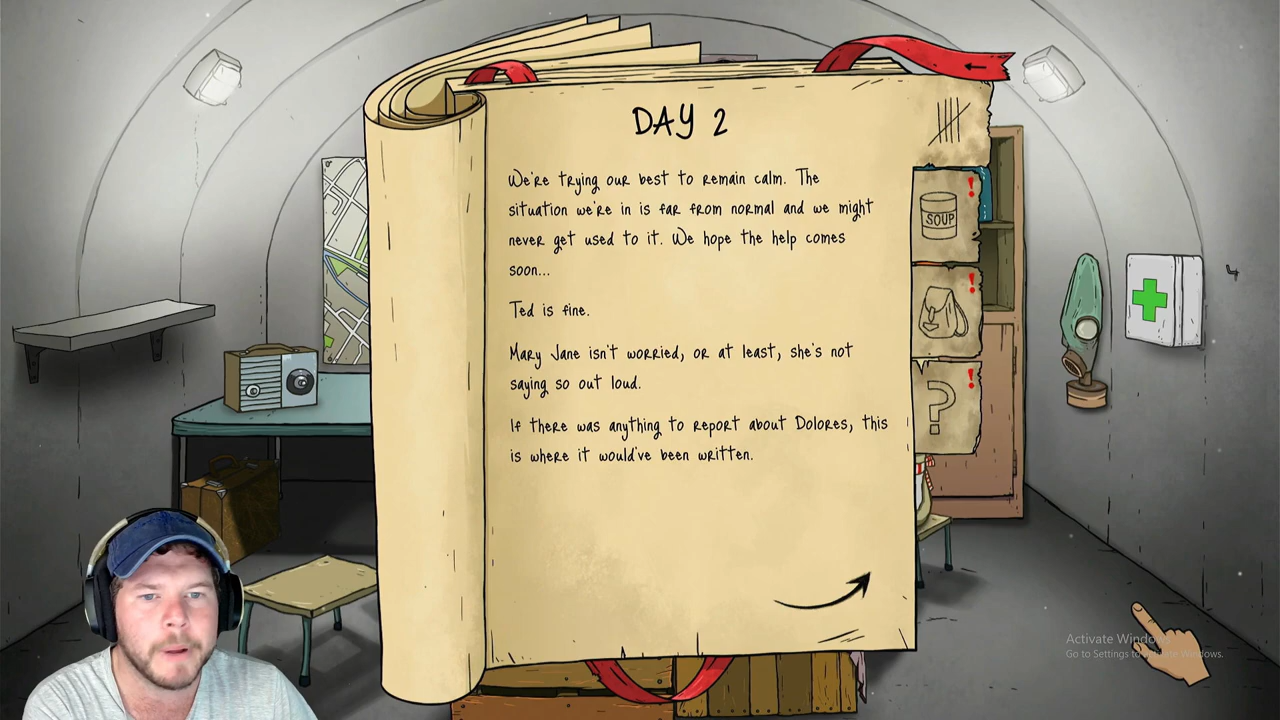 DAY 2
We're trying our best to remain calm. The
situation we're in is far from normal and we might
never get used to it. We hope the help comes
soon...
Ted is fine.
Mary Jane isn't worried, or at least, she's not
saying so out loud.
If there was anything to report about Dolores, this
is where it would've been written.
!
SOUP
!
!
?
Activate Windows
Go to Settings to activate Windows.